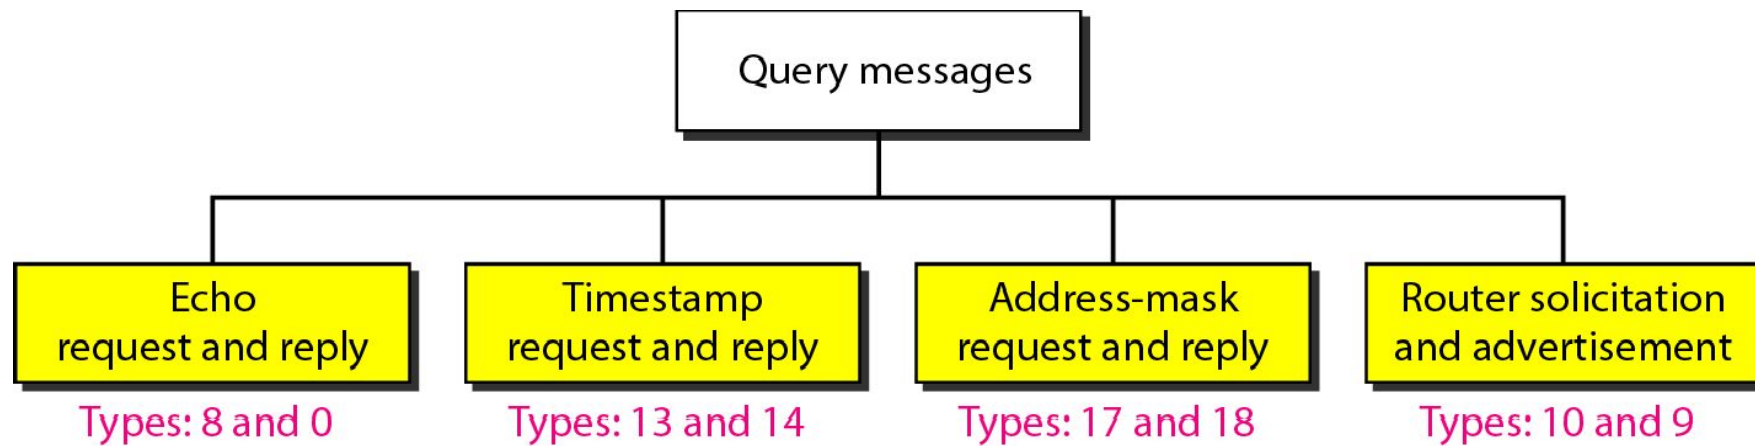 Query messages
Echo
request and reply
Types: 8 and 0
Timestamp
request and reply
Types: 13 and 14
Address-mask
request and reply
Types: 17 and 18
Router solicitation
and advertisement
Types: 10 and 9